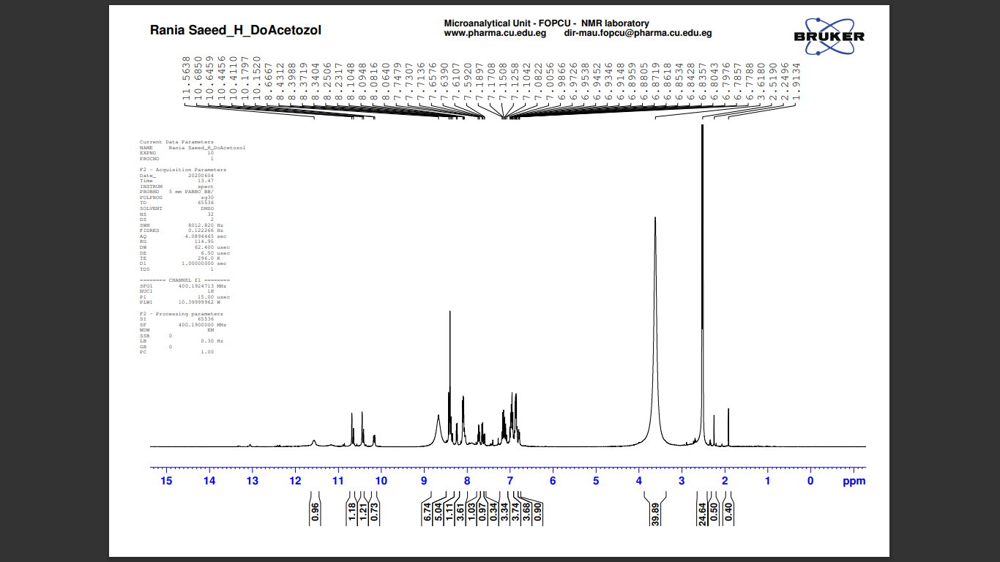 Rania Saeed_H_DoAcetozol
Microanalytical Unit - FOPCU - NMR laboratory
www.pharma.cu.edu.eg dir-mau.fopcu@pharma.cu.edu.eg
BRUKER
11.5638
10.6850
10.6459
10.4456
10.4110
10.1797
10.1520
8.6667
8.4312
8.3988
8.3719
8.3404
8.2506
8.2317
8.1048
8.0948
8.0816
8.0640
7.7479
7.7307
7.7136
7.6576
7.6390
7.6107
7.5920
7.1897
7.1708
7.1508
7.1258
7.1042
7.0822
7.0056
6.9866
6.9726
6.9538
6.9452
6.9346
6.9148
6.8959
6.8805
6.8719
6.8618
6.8534
6.8428
6.8357
6.8043
6.7976
6.7857
6.7788
3.6180
2.5190
2.2496
1.9134
Current Data Parameters
NAME Rania Saeed_H_DoAcetozol
EXPNO 10
PROCNO 1
F2 - Acquisition Parameters
Date_ 20200604
Time 13.47
INSTRUM spect
PROBHD 5 mm PABBO BB/
PULPROG zg30
TD 65536
SOLVENT DMSO
NS 32
DS 2
SWH 8012.820 Hz
FIDRES 0.122266 Hz
AQ 4.0894465 sec
RG 114.95
DW 62.400 usec
DE 6.50 usec
TE 296.0 K
D1 1.00000000 sec
TD0 1
======== CHANNEL f1 ========
SFO1 400.1924713 MHz
NUC1 1H
P1 15.00 usec
PLW1 10.39999962 W
F2 - Processing parameters
SI 65536
SF 400.1900000 MHz
WDW EM
SSB 0
LB 0.30 Hz
GB 0
PC 1.00
15 14 13 12 11 10 9 8 7 6 5 4 3 2 1 0 ppm
0.96
1.18
1.21
0.73
6.74
5.04
1.11
3.61
1.03
0.97
0.34
3.34
3.74
3.68
0.90
39.89
24.64
0.50
0.40